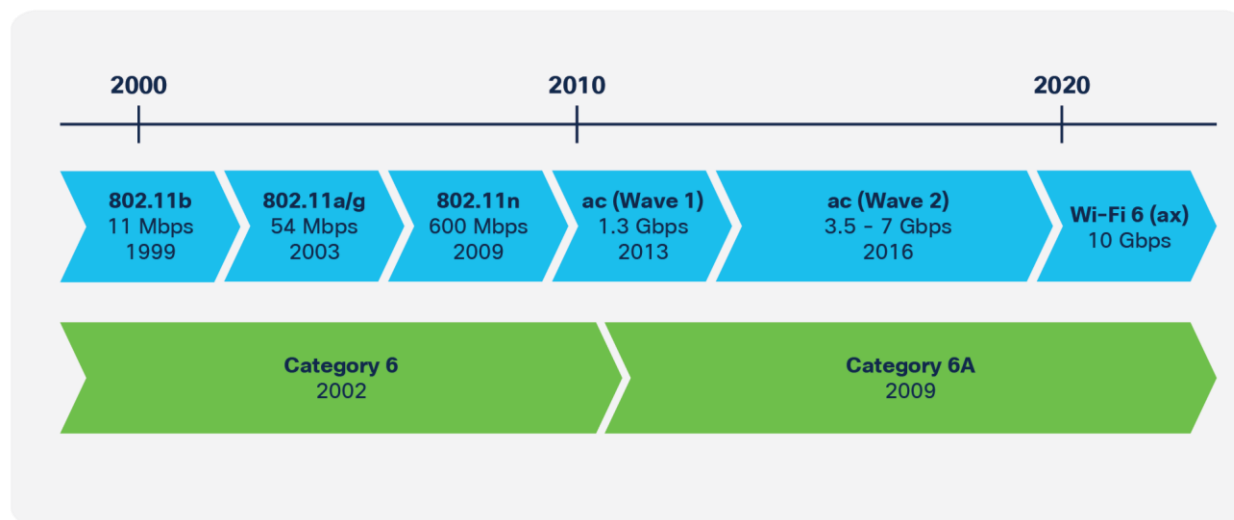 2000
2010
2020
802.11b
11 Mbps
1999
802.11a/g
54 Mbps
2003
802.11n
600 Mbps
2009
ac (Wave 1)
1.3 Gbps
2013
ac (Wave 2)
3.5 - 7 Gbps
2016
Wi-Fi 6 (ax)
10 Gbps
Category 6
2002
Category 6A
2009